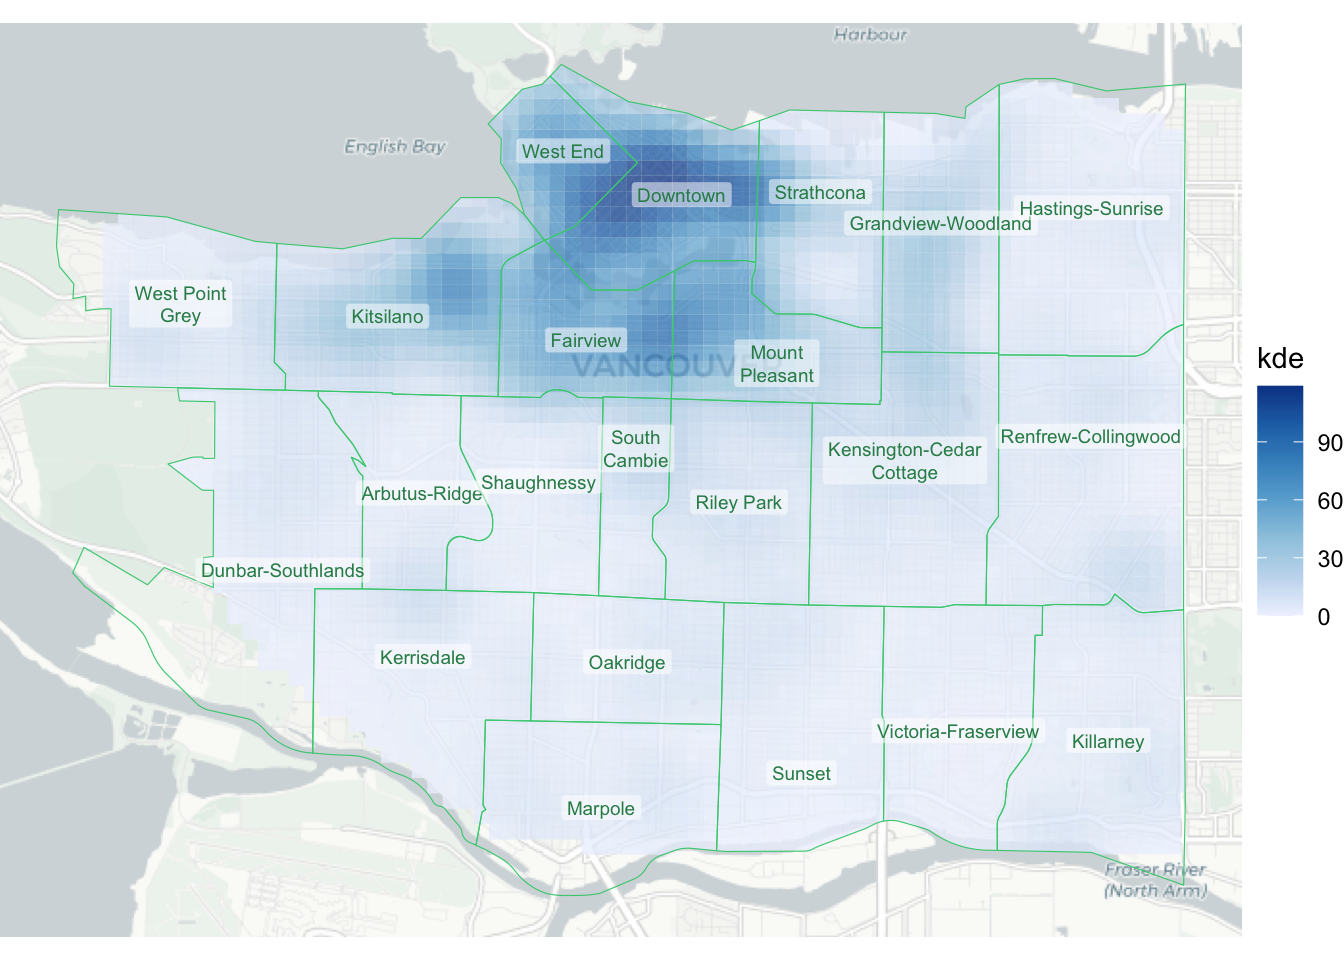 Harbour
English Bay
West End
Downtown
Strathcona
Grandview-Woodland
Hastings-Sunrise
West Point
Grey
Kitsilano
Fairview
VANCOUVER
Mount
Pleasant
kde
90
60
30
0
South
Cambie
Renfrew-Collingwood
Kensington-Cedar
Cottage
Arbutus-Ridge
Shaughnessy
Riley Park
Dunbar-Southlands
Kerrisdale
Oakridge
Victoria-Fraserview
Killarney
Sunset
Marpole
Fraser River
(North Arm)